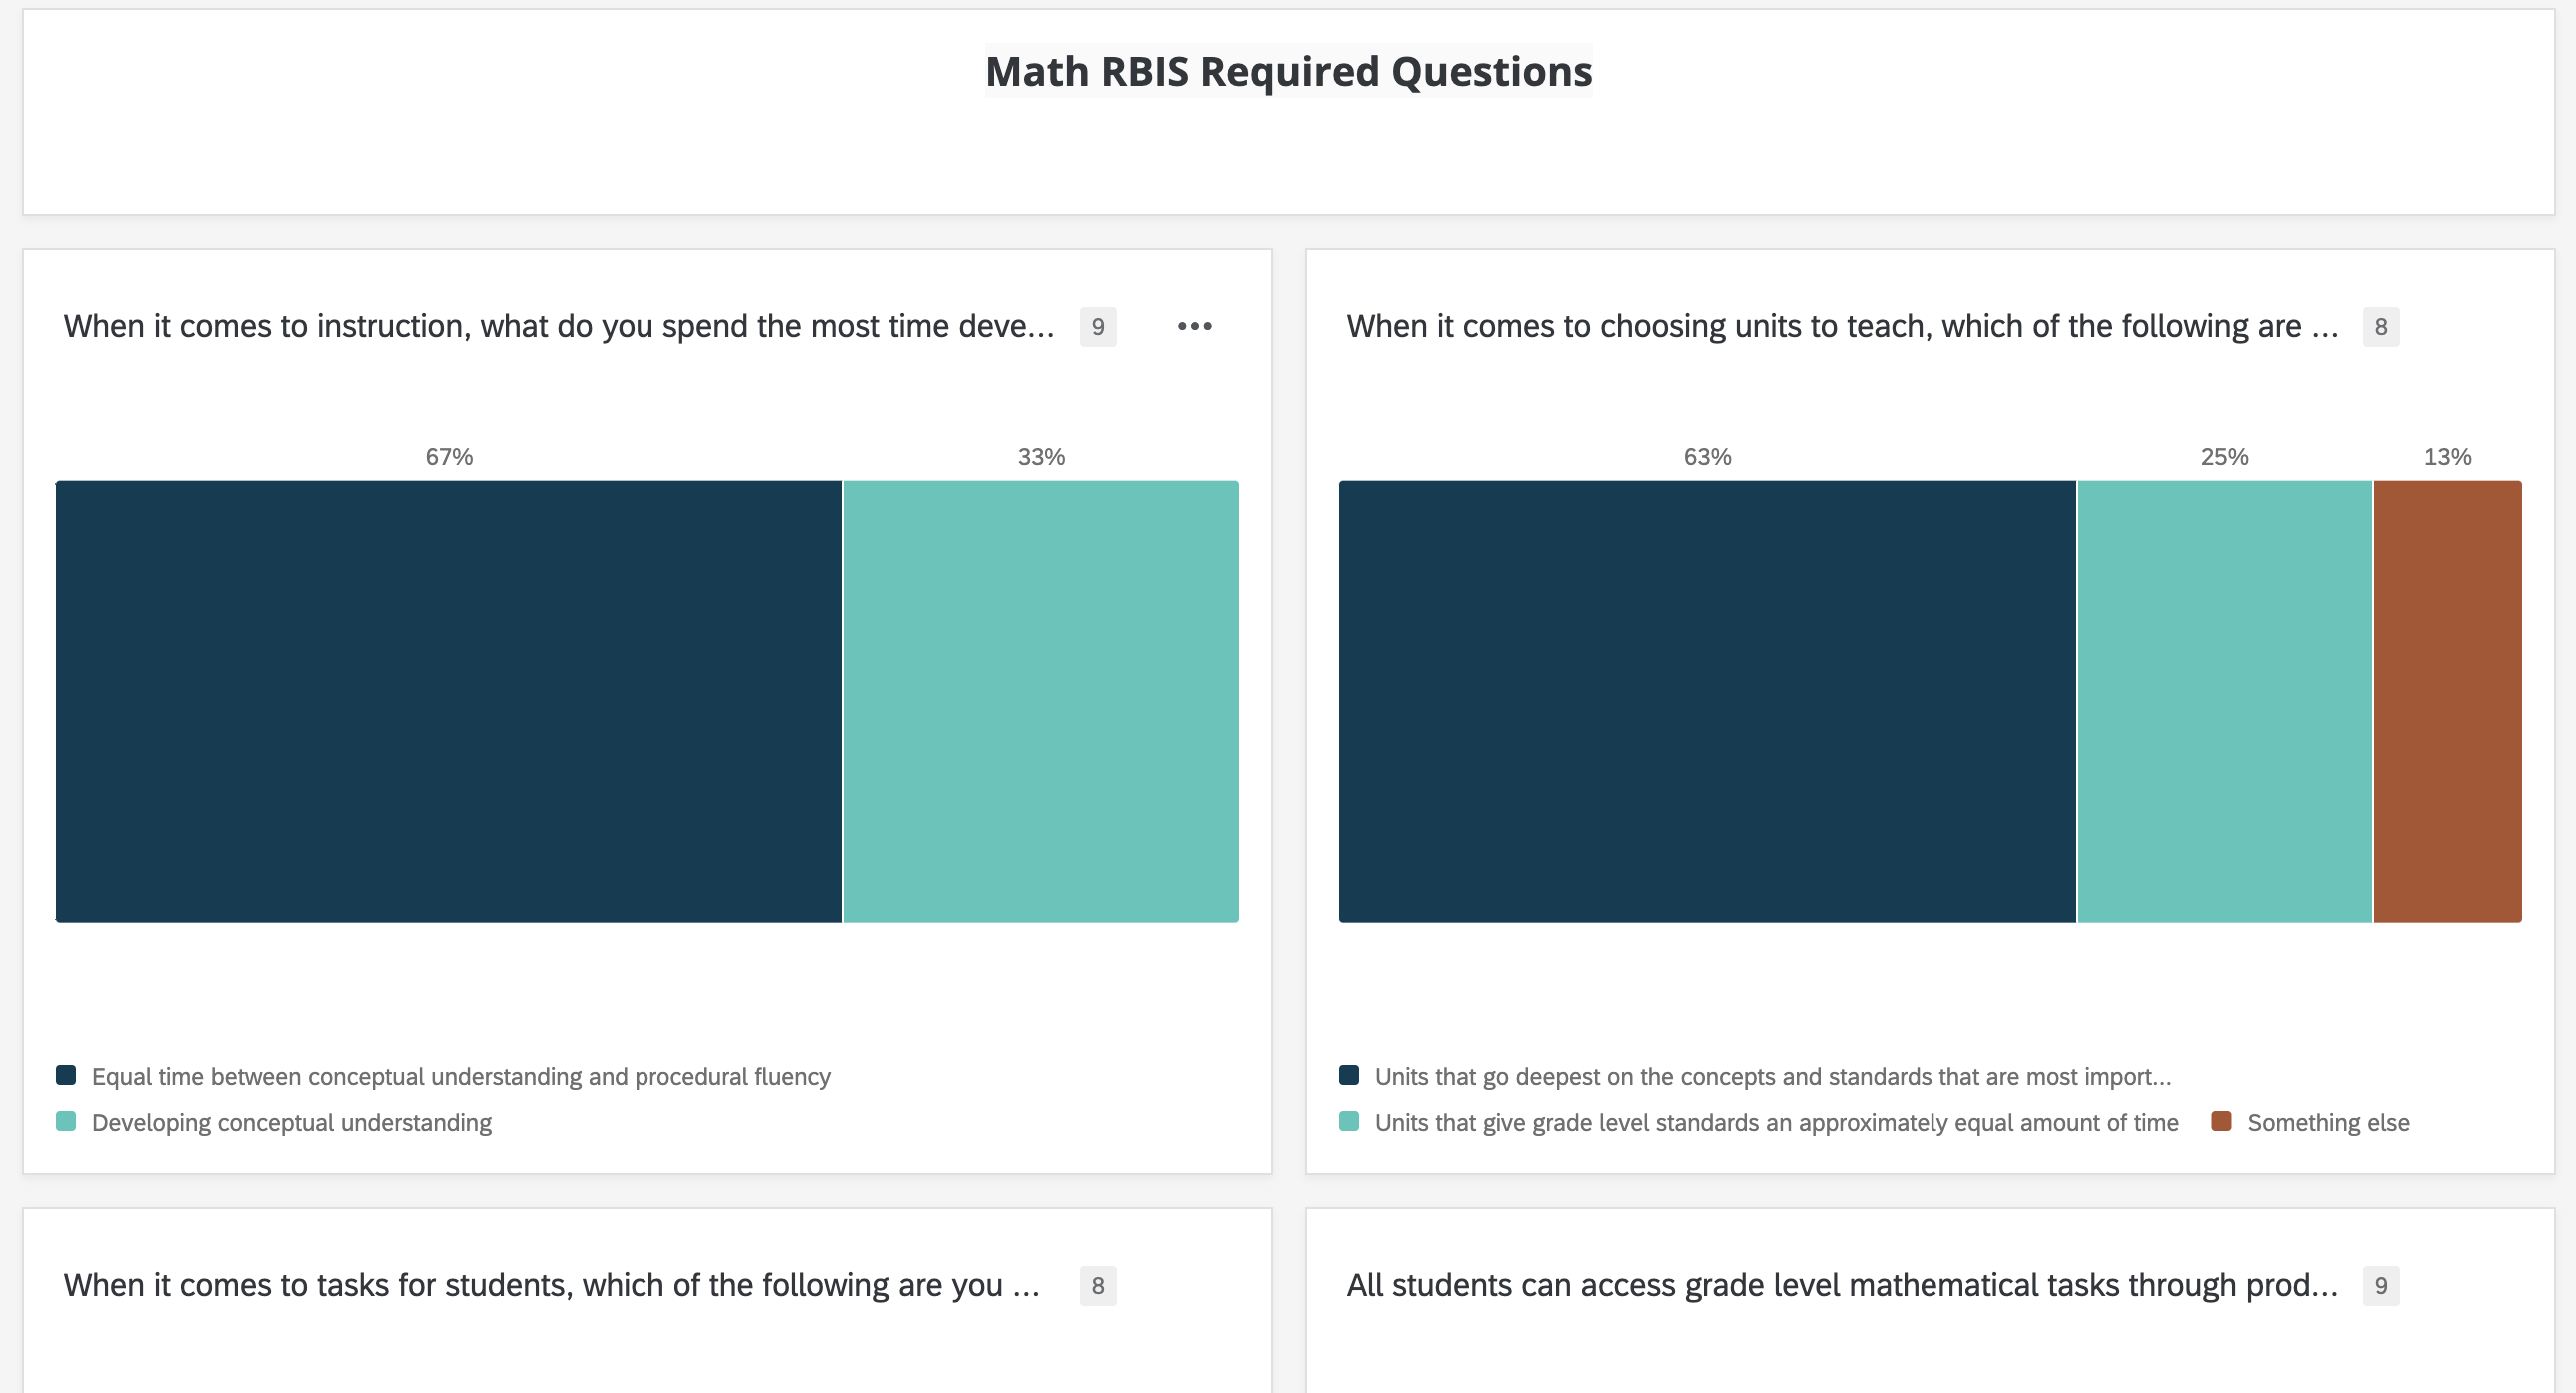 Math RBIS Required Questions
When it comes to instruction, what do you spend the most time deve... 9
67% 33%
Equal time between conceptual understanding and procedural fluency
Developing conceptual understanding
When it comes to choosing units to teach, which of the following are ... 8
63% 25% 13%
Units that go deepest on the concepts and standards that are most import...
Units that give grade level standards an approximately equal amount of time Something else
When it comes to tasks for students, which of the following are you ... 8
All students can access grade level mathematical tasks through prod... 9